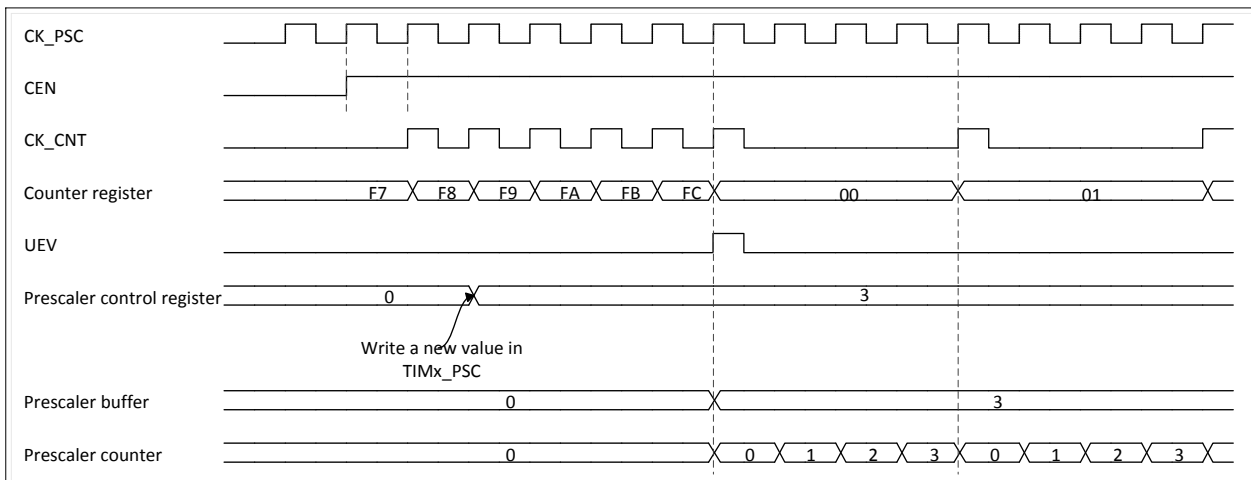 CK_PSC
CEN
CK_CNT
Counter register F7 F8 F9 FA FB FC 00 01
UEV
Prescaler control register 0 3
Write a new value in
TIMx_PSC
Prescaler buffer 0 3
Prescaler counter 0 0 1 2 3 0 1 2 3